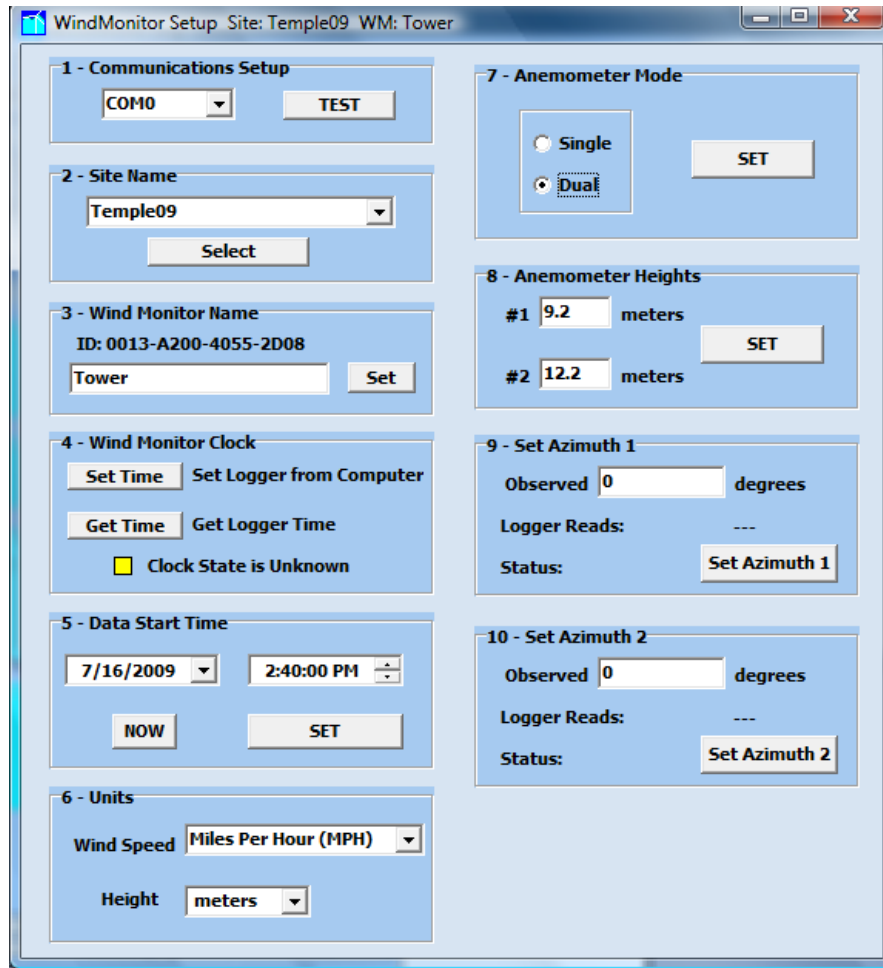 WindMonitor Setup Site: Temple09 WM: Tower
1 - Communications Setup
COM0 TEST
2 - Site Name
Temple09
Select
3 - Wind Monitor Name
ID: 0013-A200-4055-2D08
Tower Set
4 - Wind Monitor Clock
Set Time Set Logger from Computer
Get Time Get Logger Time
Clock State is Unknown
5 - Data Start Time
7/16/2009 2:40:00 PM
NOW SET
6 - Units
Wind Speed Miles Per Hour (MPH)
Height meters
7 - Anemometer Mode
Single
Dual
SET
8 - Anemometer Heights
#1 9.2 meters
SET
#2 12.2 meters
9 - Set Azimuth 1
Observed 0 degrees
Logger Reads: ---
Status: Set Azimuth 1
10 - Set Azimuth 2
Observed 0 degrees
Logger Reads: ---
Status: Set Azimuth 2